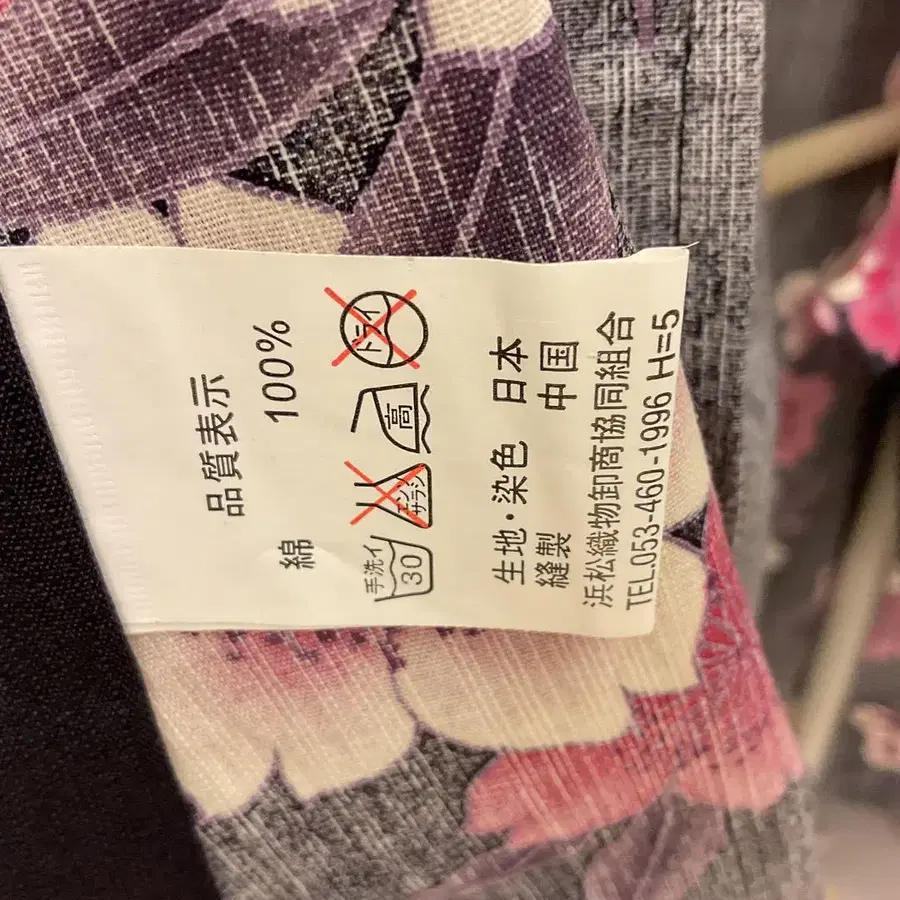 品質表示
綿 100%
手洗イ 30 エンソ サラシ 高 ドライ
生地・染色 日本
縫製 中国
浜松織物卸商協同組合
TEL.053-460-1996 H=5